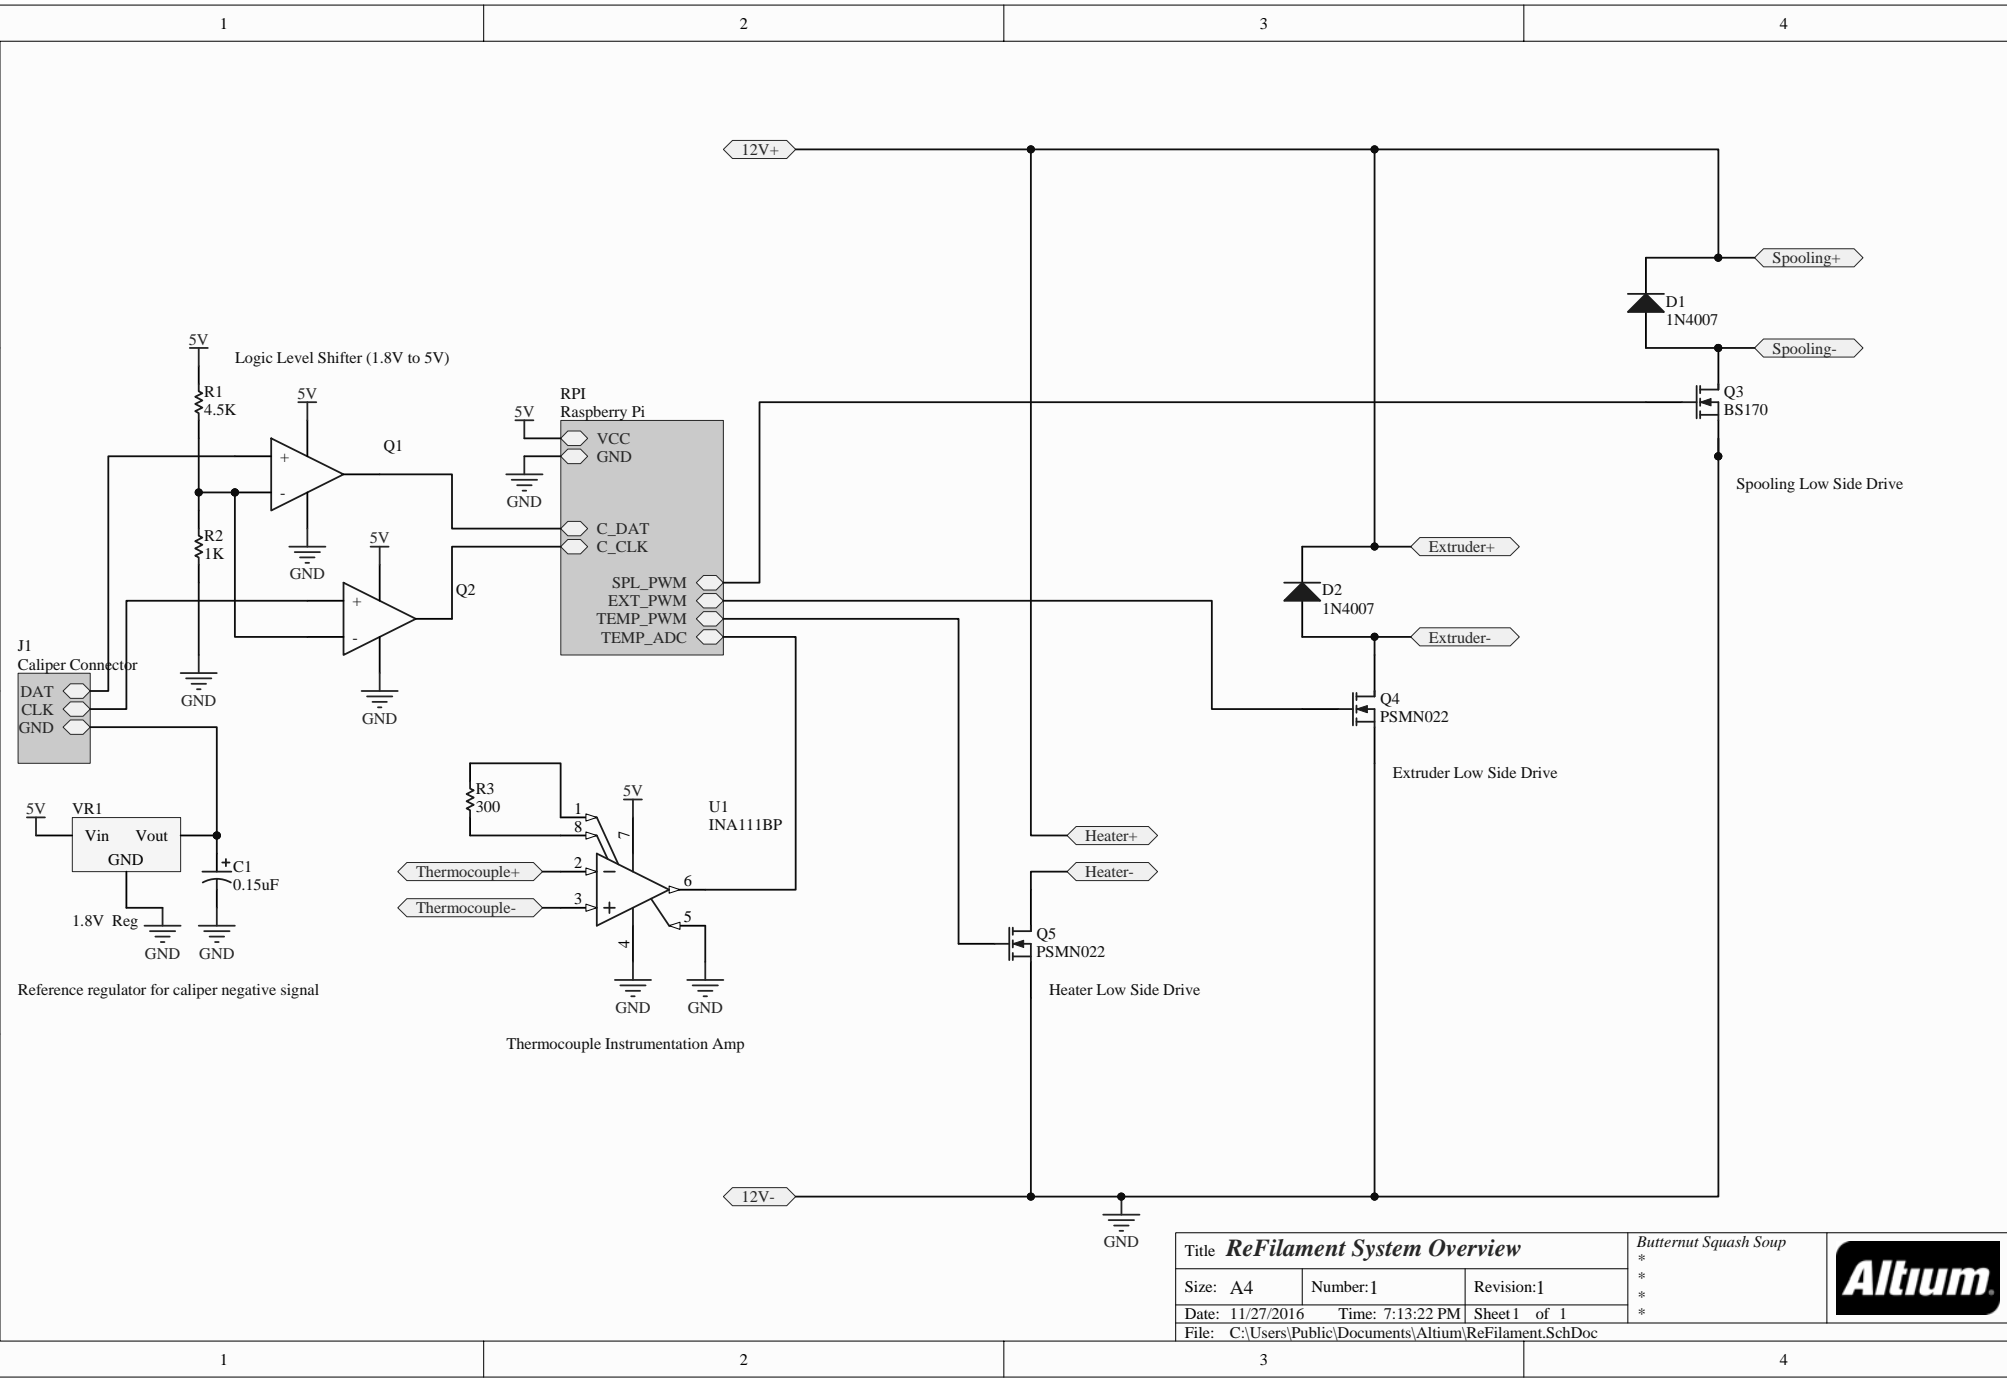 1 2 3 4
12V+
Spooling+
D1
1N4007
Spooling-
Q3
BS170
Spooling Low Side Drive
5V
Logic Level Shifter (1.8V to 5V)
R1
4.5K
5V
+
-
Q1
GND
R2
1K
GND
5V
+
-
Q2
GND
RPI
Raspberry Pi
5V
VCC
GND
GND
C_DAT
C_CLK
SPL_PWM
EXT_PWM
TEMP_PWM
TEMP_ADC
Extruder+
D2
1N4007
Extruder-
Q4
PSMN022
Extruder Low Side Drive
J1
Caliper Connector
DAT
CLK
GND
5V
VR1
Vin Vout
GND
+
C1
0.15uF
1.8V Reg
GND
GND
Reference regulator for caliper negative signal
R3
300
5V
U1
INA111BP
1
8
7
Thermocouple+
2
−
6
Thermocouple-
3
+
5
4
GND
GND
Thermocouple Instrumentation Amp
Heater+
Heater-
Q5
PSMN022
Heater Low Side Drive
12V-
GND
Title ReFilament System Overview
Size: A4 Number:1 Revision:1
Date: 11/27/2016 Time: 7:13:22 PM Sheet1 of 1
File: C:\Users\Public\Documents\Altium\ReFilament.SchDoc
Butternut Squash Soup
*
*
*
*
Altium.
1 2 3 4